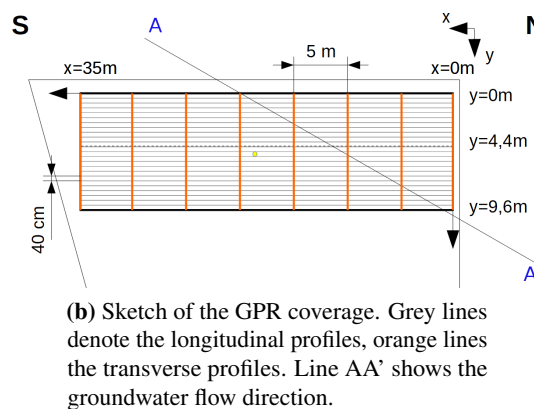 S
A
x
N
y
5 m
x=35m
x=0m
y=0m
y=4,4m
40 cm
y=9,6m
A
(b) Sketch of the GPR coverage. Grey lines
denote the longitudinal profiles, orange lines
the transverse profiles. Line AA’ shows the
groundwater flow direction.